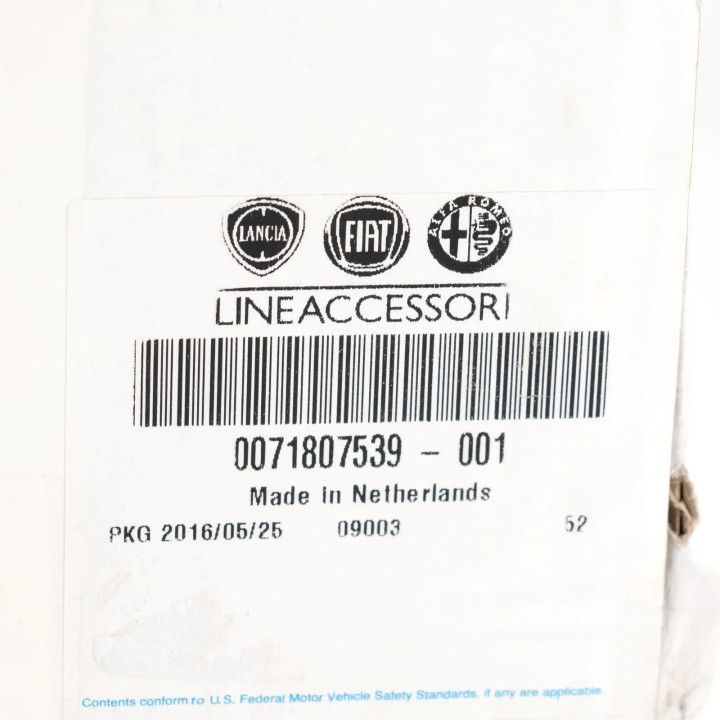 LANCIA FIAT ALFA ROMEO
LINEACCESSORI
0071807539 - 001
Made in Netherlands
PKG 2016/05/25 09003 52
Contents conform to U.S. Federal Motor Vehicle Safety Standards, if any are applicable